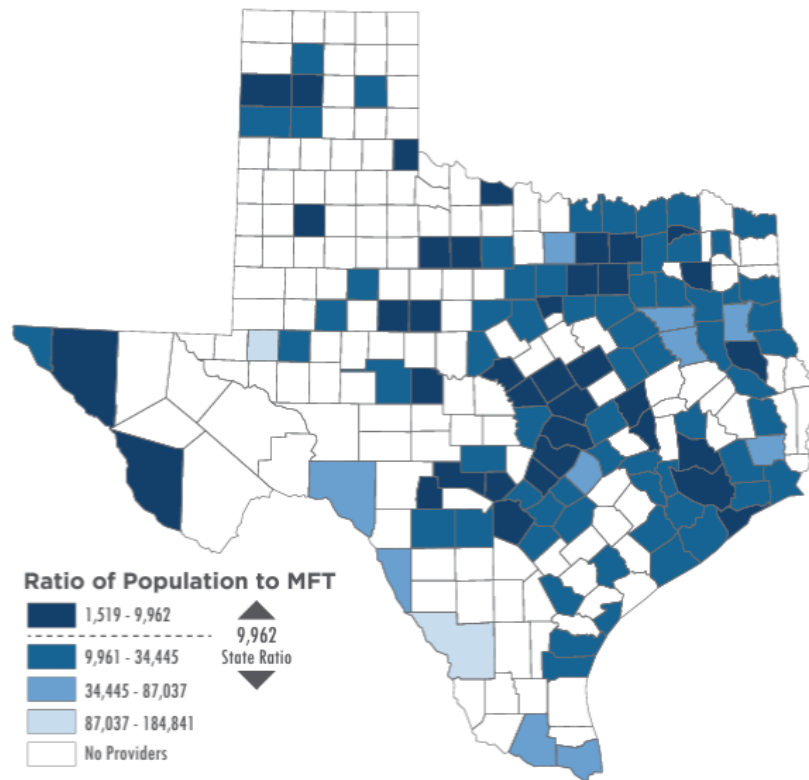 Ratio of Population to MFT
1,519 - 9,962
9,962
State Ratio
9,961 - 34,445
34,445 - 87,037
87,037 - 184,841
No Providers